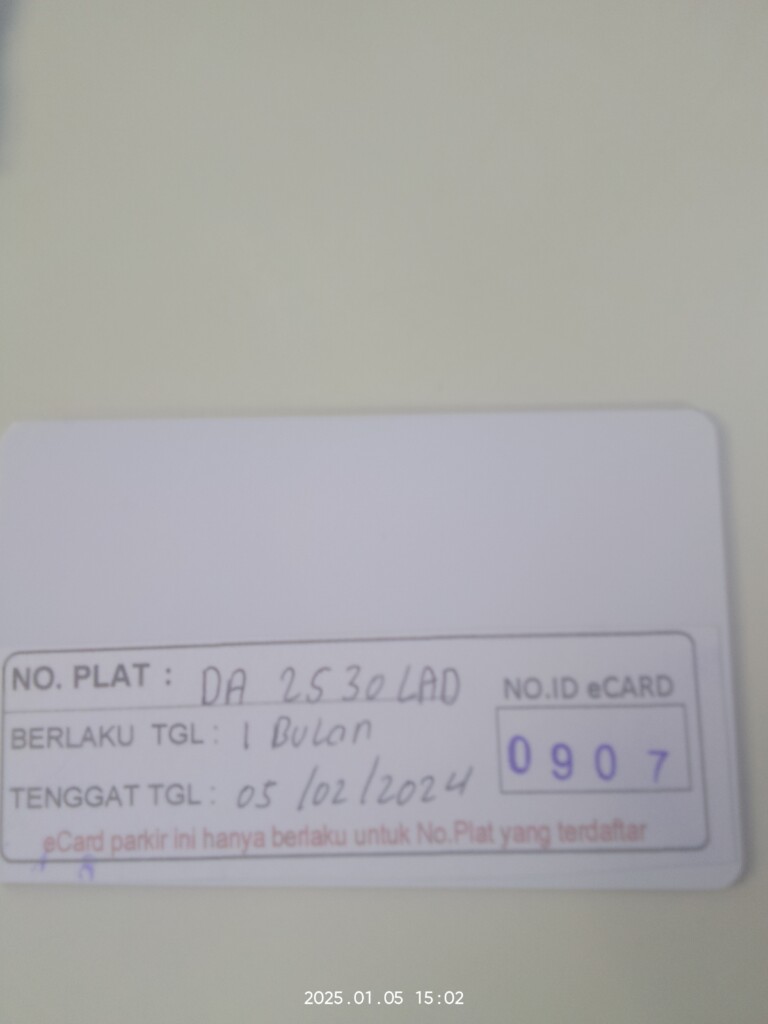 NO. PLAT : DA 2530 LAD
NO.ID eCARD
BERLAKU TGL : 1 Bulan
0907
TENGGAT TGL : 05/02/2024
eCard parkir ini hanya berlaku untuk No.Plat yang terdaftar
2025.01.05 15:02